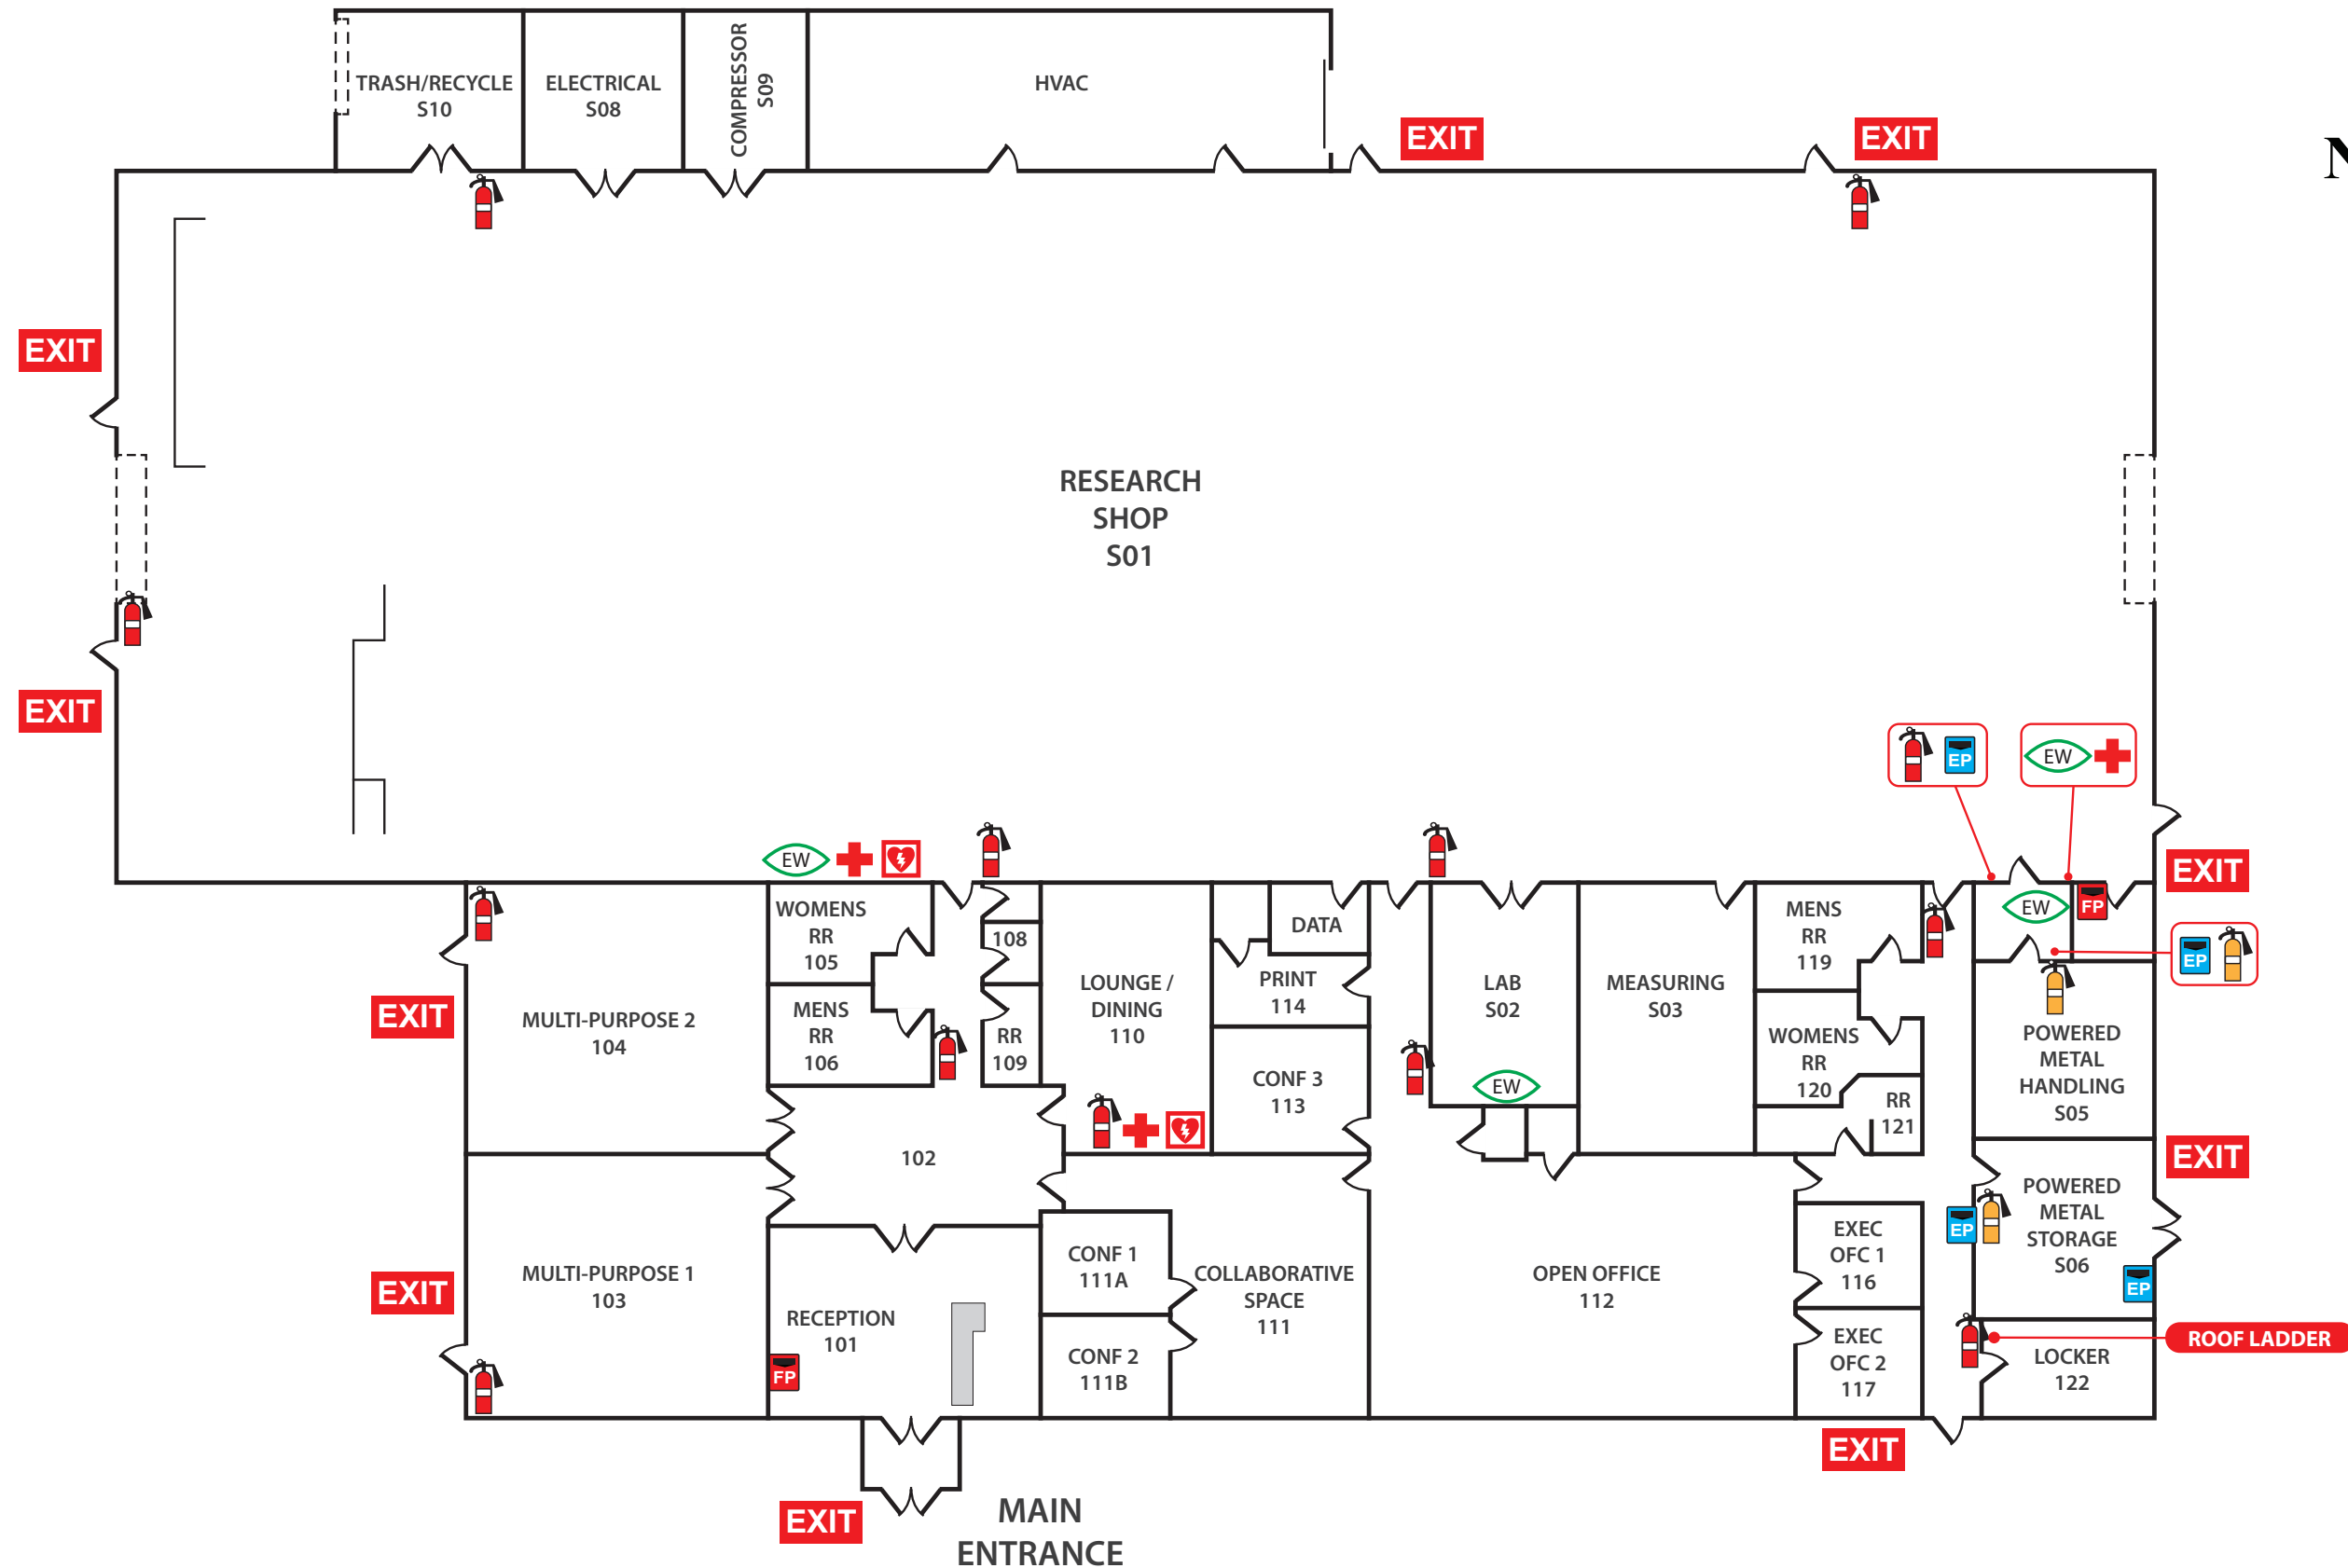 TRASH/RECYCLE
S10
ELECTRICAL
S08
COMPRESSOR
S09
HVAC
EXIT
EXIT
N
EXIT
RESEARCH
SHOP
S01
EXIT
EP
EW
EW
EXIT
WOMENS
RR
105
108
DATA
MENS
RR
119
EW
FP
EP
LOUNGE /
DINING
110
PRINT
114
LAB
S02
MEASURING
S03
EXIT
MULTI-PURPOSE 2
104
MENS
RR
106
RR
109
CONF 3
113
EW
WOMENS
RR
120
RR
121
POWERED
METAL
HANDLING
S05
102
EXIT
POWERED
METAL
STORAGE
S06
EP
EP
EXIT
MULTI-PURPOSE 1
103
RECEPTION
101
FP
CONF 1
111A
CONF 2
111B
COLLABORATIVE
SPACE
111
OPEN OFFICE
112
EXEC
OFC 1
116
EXEC
OFC 2
117
ROOF LADDER
LOCKER
122
EXIT
EXIT
MAIN
ENTRANCE